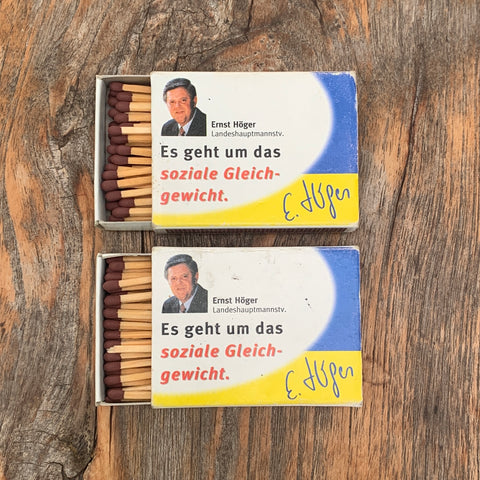 Ernst Höger
Landeshauptmannstv.
Es geht um das
soziale Gleich-
gewicht.
E. Höger
Ernst Höger
Landeshauptmannstv.
Es geht um das
soziale Gleich-
gewicht.
E. Höger